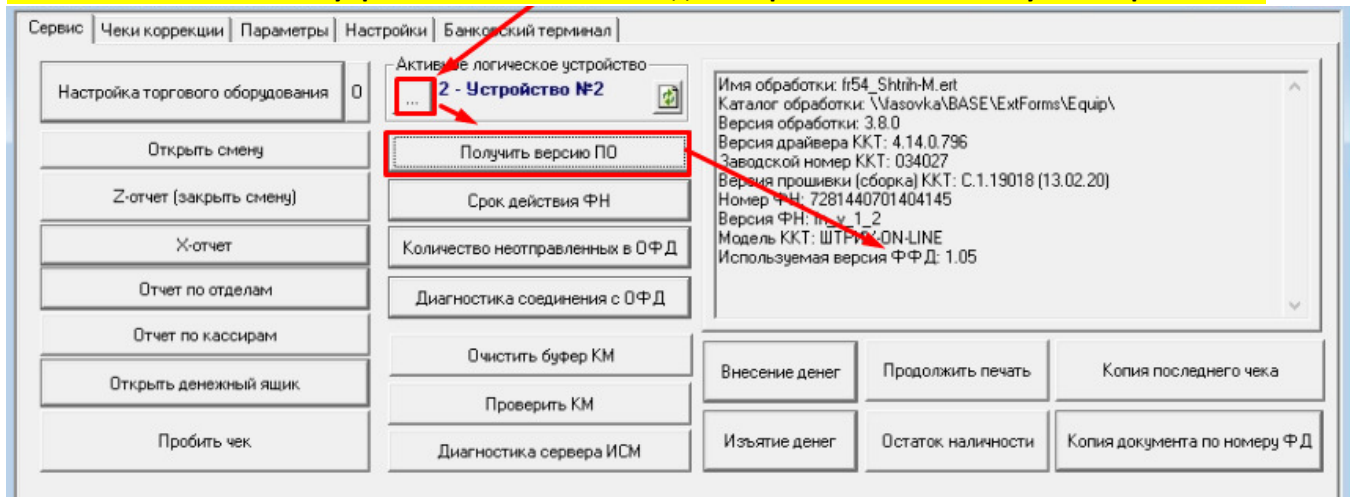 Сервис Чеки коррекции Параметры Настройки Банковский терминал
Настройка торгового оборудования 0
Открыть смену
Z-отчет (закрыть смену)
X-отчет
Отчет по отделам
Отчет по кассирам
Открыть денежный ящик
Пробить чек
Активное логическое устройство
... 2 - Устройство №2
Получить версию ПО
Срок действия ФН
Количество неотправленных в ОФД
Диагностика соединения с ОФД
Очистить буфер КМ
Проверить КМ
Диагностика сервера ИСМ
Имя обработки: fr54_Shtrih-M.ert
Каталог обработки: \\fasovka\BASE\ExtForms\Equip\
Версия обработки: 3.8.0
Версия драйвера ККТ: 4.14.0.796
Заводской номер ККТ: 034027
Версия прошивки (сборка) ККТ: C.1.19018 (13.02.20)
Номер ФН: 7281440701404145
Версия ФН: fn_v_1_2
Модель ККТ: ШТРИХ-ON-LINE
Используемая версия ФФД: 1.05
Внесение денег Продолжить печать Копия последнего чека
Изъятие денег Остаток наличности Копия документа по номеру ФД